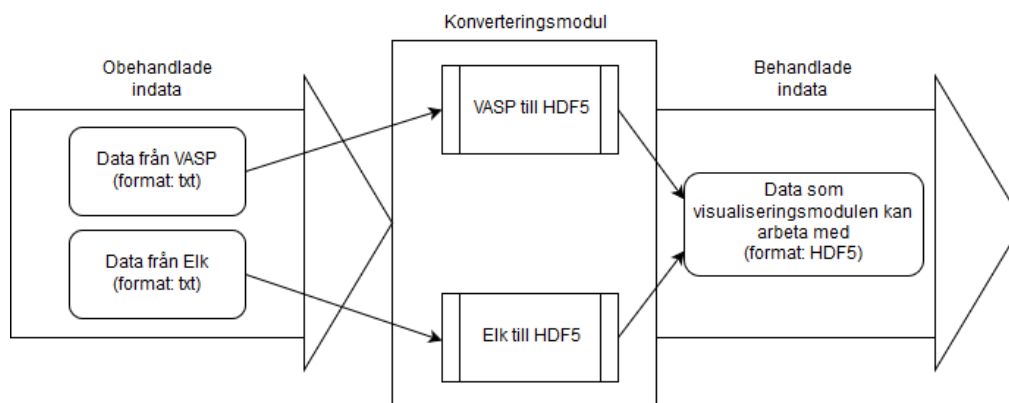 Konverteringsmodul
Obehandlade
indata
Behandlade
indata
Data från VASP
(format: txt)
VASP till HDF5
Data som
visualiseringsmodulen kan
arbeta med
(format: HDF5)
Data från Elk
(format: txt)
Elk till HDF5